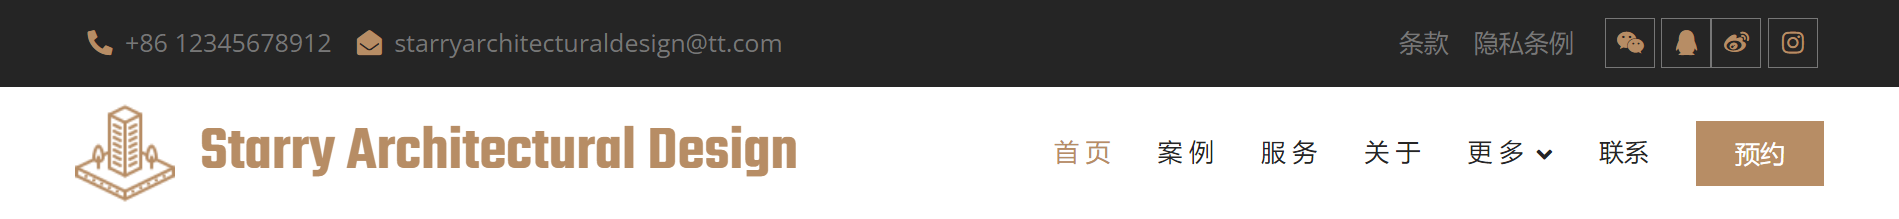 +86 12345678912 starryarchitecturaldesign@tt.com 条款 隐私条例
Starry Architectural Design 首页 案例 服务 关于 更多 联系 预约